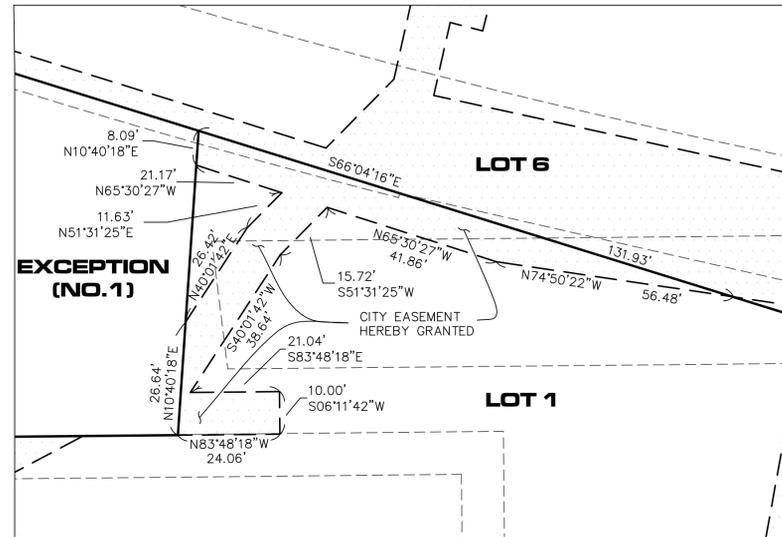 8.09'
N10°40'18"E
21.17'
N65°30'27"W
11.63'
N51°31'25"E
S66°04'16"E
LOT 6
131.93'
EXCEPTION
(NO.1)
26.42'
N40°01'42"E
N65°30'27"W
41.86'
N74°50'22"W
56.48'
15.72'
S51°31'25"W
CITY EASEMENT
HEREBY GRANTED
S40°01'42"W
38.64'
21.04'
S83°48'18"E
26.64'
N10°40'18"E
10.00'
S06°11'42"W
LOT 1
N83°48'18"W
24.06'